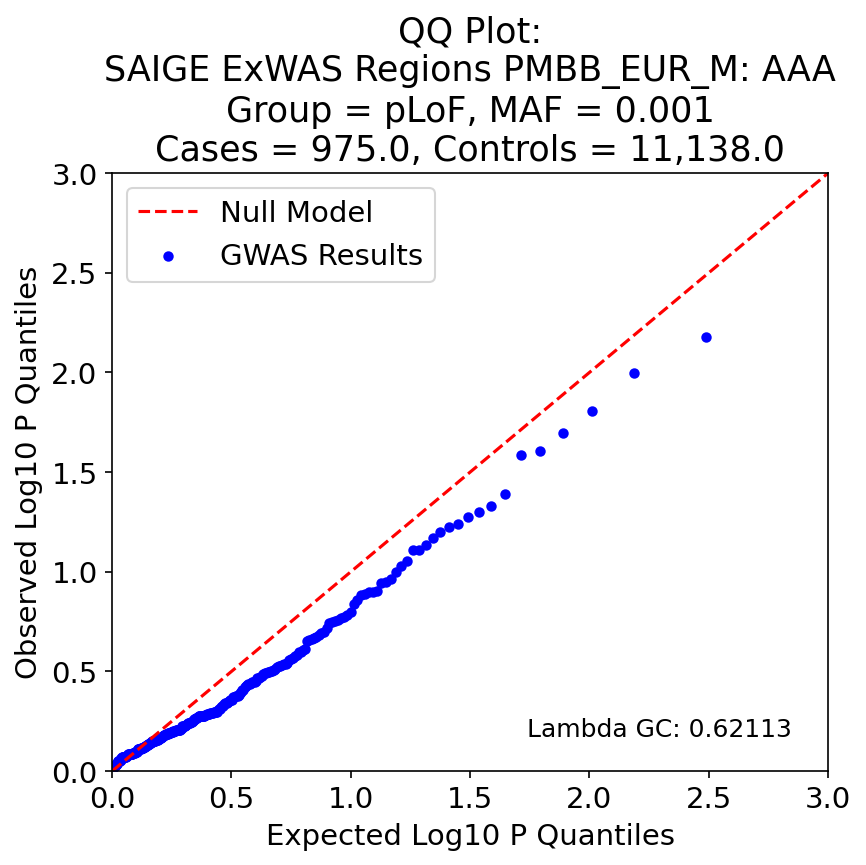 QQ Plot:
SAIGE ExWAS Regions PMBB_EUR_M: AAA
Group = pLoF, MAF = 0.001
Cases = 975.0, Controls = 11,138.0
3.0
2.5
2.0
1.5
1.0
0.5
0.0
Observed Log10 P Quantiles
Null Model
GWAS Results
Lambda GC: 0.62113
0.0 0.5 1.0 1.5 2.0 2.5 3.0
Expected Log10 P Quantiles